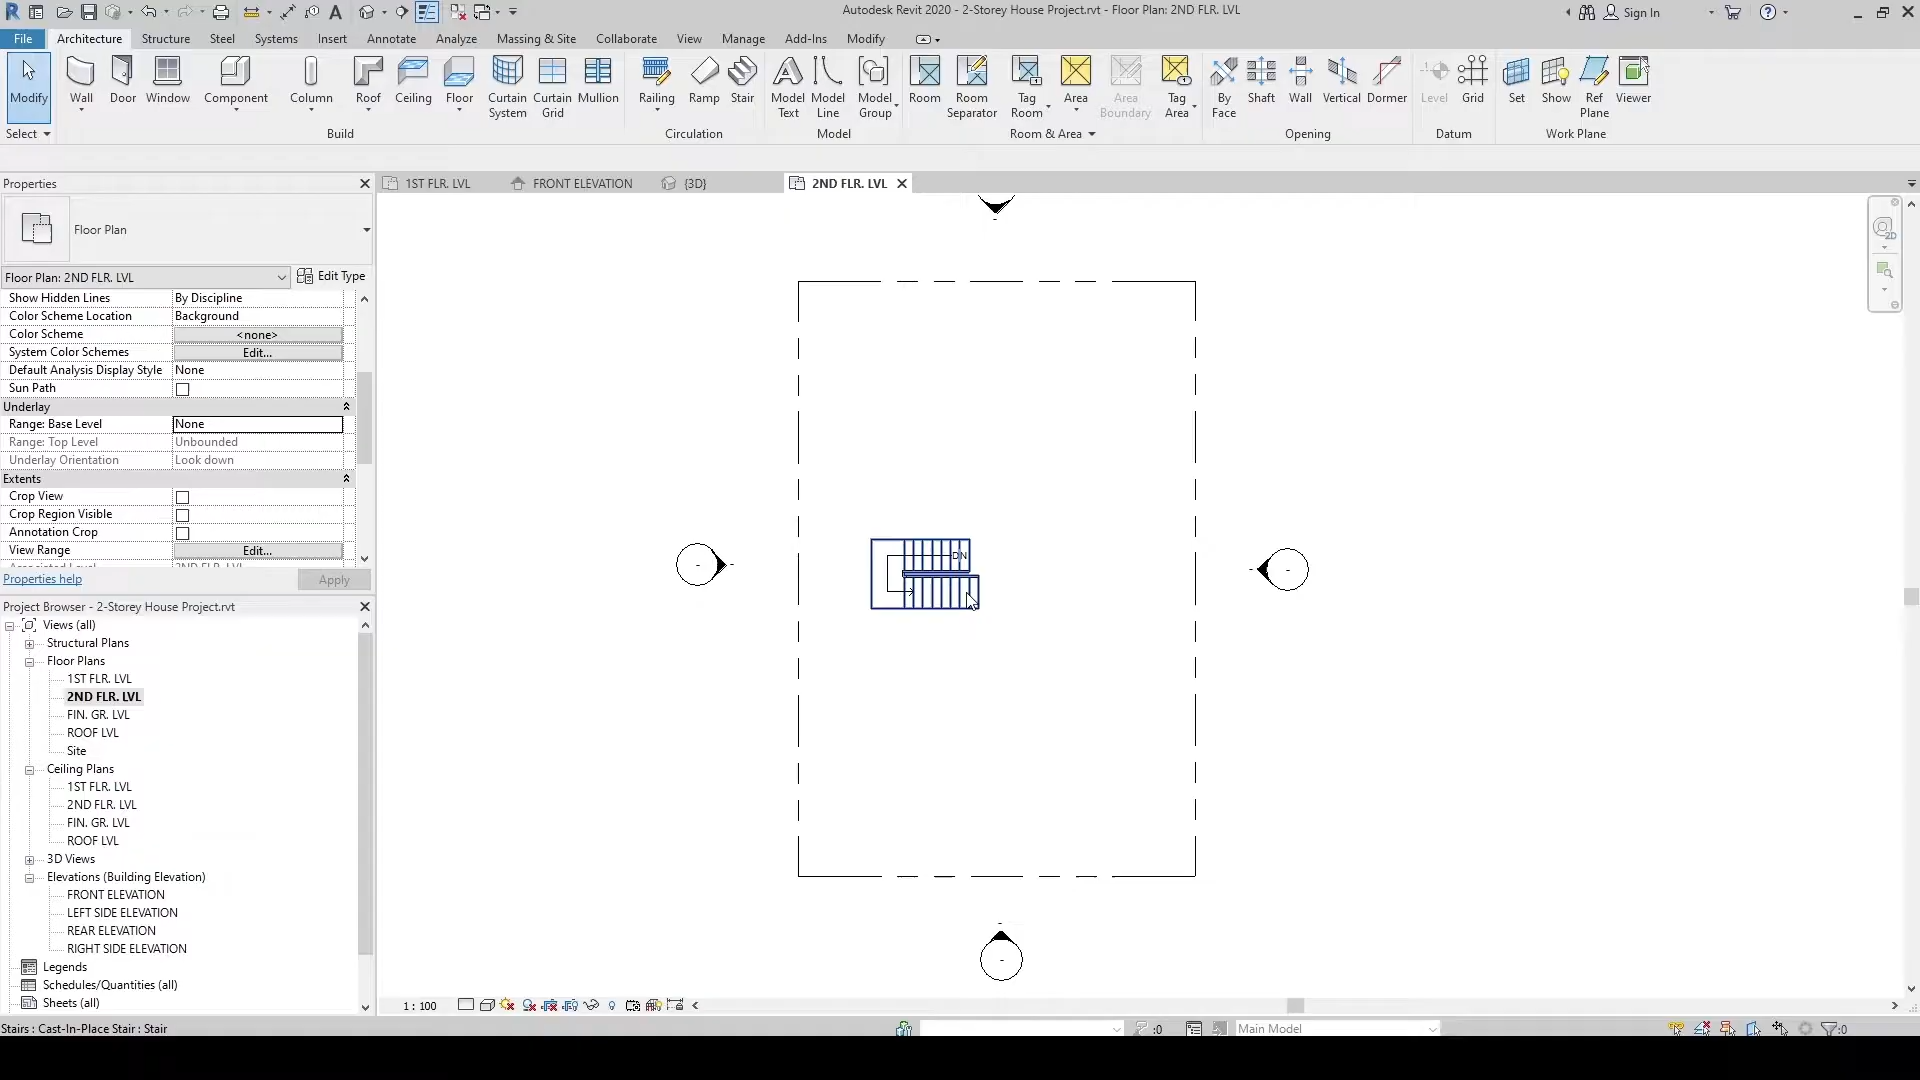 Autodesk Revit 2020 - 2-Storey House Project.rvt - Floor Plan: 2ND FLR. LVL
Sign In
File Architecture Structure Steel Systems Insert Annotate Analyze Massing & Site Collaborate View Manage Add-Ins Modify
Modify Wall Door Window Component Column Roof Ceiling Floor Curtain System Curtain Grid Mullion Railing Ramp Stair Model Text Model Line Model Group Room Room Separator Tag Room Area Area Boundary Tag Area By Face Shaft Wall Vertical Dormer Level Grid Set Show Ref Plane Viewer
Select Build Circulation Model Room & Area Opening Datum Work Plane
Properties
1ST FLR. LVL FRONT ELEVATION {3D} 2ND FLR. LVL
Floor Plan
Floor Plan: 2ND FLR. LVL Edit Type
Show Hidden Lines By Discipline
Color Scheme Location Background
Color Scheme <none>
System Color Schemes Edit...
Default Analysis Display Style None
Sun Path
Underlay
Range: Base Level None
Range: Top Level Unbounded
Underlay Orientation Look down
Extents
Crop View
Crop Region Visible
Annotation Crop
View Range Edit...
Associated Level 2ND FLR. LVL
Properties help Apply
Project Browser - 2-Storey House Project.rvt
Views (all)
Structural Plans
Floor Plans
1ST FLR. LVL
2ND FLR. LVL
FIN. GR. LVL
ROOF LVL
Site
Ceiling Plans
1ST FLR. LVL
2ND FLR. LVL
FIN. GR. LVL
ROOF LVL
3D Views
Elevations (Building Elevation)
FRONT ELEVATION
LEFT SIDE ELEVATION
REAR ELEVATION
RIGHT SIDE ELEVATION
Legends
Schedules/Quantities (all)
Sheets (all)
2D
DN
1 : 100
Stairs : Cast-In-Place Stair : Stair
:0
Main Model
:0